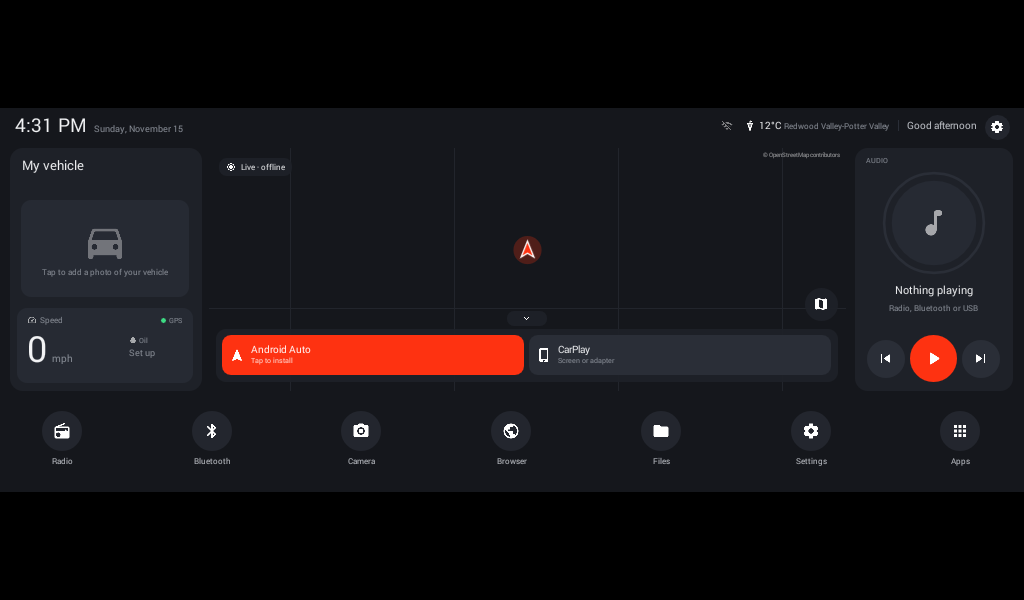 4:31 PM Sunday, November 15
12°C Redwood Valley-Potter Valley
Good afternoon
My vehicle
Tap to add a photo of your vehicle
Speed
GPS
0 mph
Oil
Set up
Live · offline
© OpenStreetMap contributors
Android Auto
Tap to install
CarPlay
Screen or adapter
AUDIO
Nothing playing
Radio, Bluetooth or USB
Radio
Bluetooth
Camera
Browser
Files
Settings
Apps